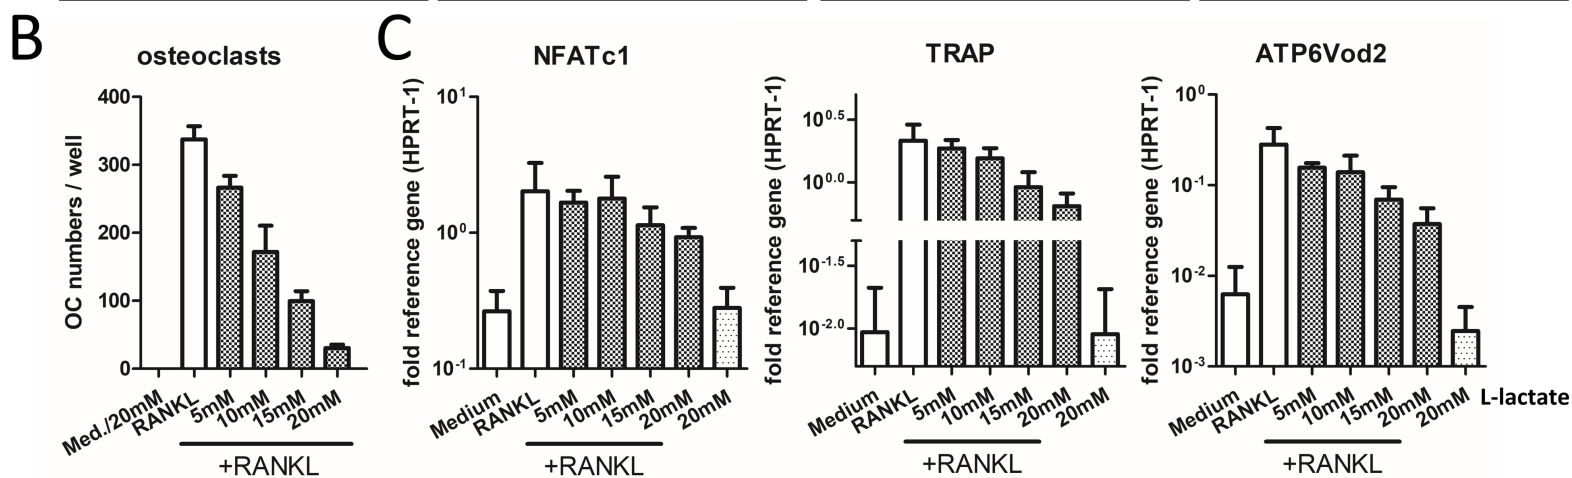 B
osteoclasts
OC numbers / well
400
300
200
100
0
Med./20mM
RANKL
5mM
10mM
15mM
20mM
+RANKL
C
NFATc1
fold reference gene (HPRT-1)
10^1
10^0
10^-1
Medium
RANKL
5mM
10mM
15mM
20mM
20mM
+RANKL
TRAP
fold reference gene (HPRT-1)
10^0.5
10^0.0
10^-1.5
10^-2.0
Medium
RANKL
5mM
10mM
15mM
20mM
20mM
+RANKL
ATP6Vod2
fold reference gene (HPRT-1)
10^0
10^-1
10^-2
10^-3
Medium
RANKL
5mM
10mM
15mM
20mM
20mM
L-lactate
+RANKL